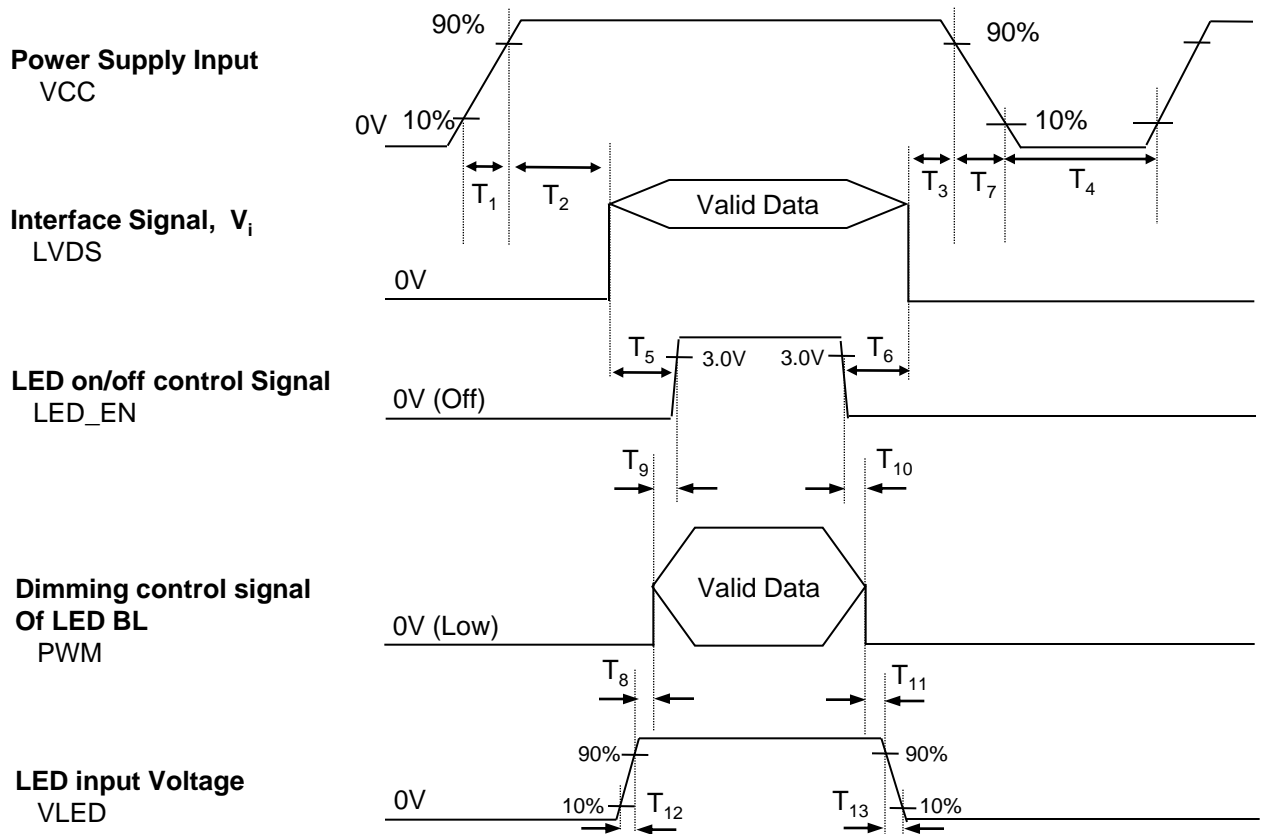 90%
90%
Power Supply Input
VCC
0V
10%
10%
T1
T2
T3
T7
T4
Interface Signal, Vi
LVDS
Valid Data
0V
T5
3.0V
3.0V
T6
LED on/off control Signal
LED_EN
0V (Off)
T9
T10
Dimming control signal
Of LED BL
PWM
Valid Data
0V (Low)
T8
T11
90%
90%
LED input Voltage
VLED
0V
10%
T12
T13
10%